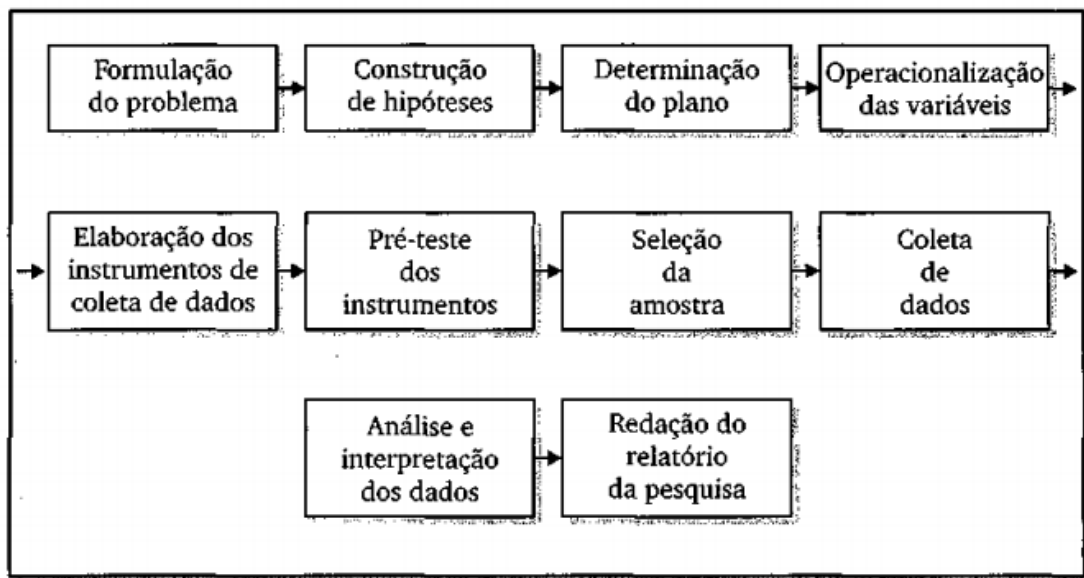 Formulação
do problema
Construção
de hipóteses
Determinação
do plano
Operacionalização
das variáveis
Elaboração dos
instrumentos de
coleta de dados
Pré-teste
dos
instrumentos
Seleção
da
amostra
Coleta
de
dados
Análise e
interpretação
dos dados
Redação do
relatório
da pesquisa